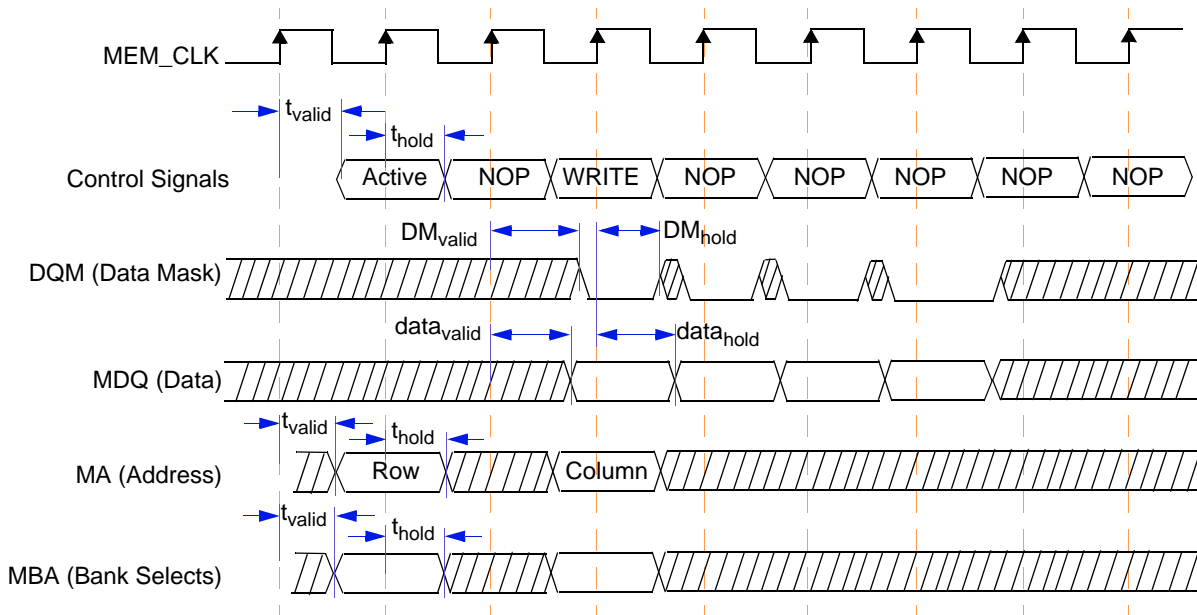 MEM_CLK
tvalid
thold
Control Signals
Active NOP WRITE NOP NOP NOP NOP NOP
DMvalid DMhold
DQM (Data Mask)
datavalid datahold
MDQ (Data)
tvalid thold
MA (Address)
Row Column
tvalid thold
MBA (Bank Selects)